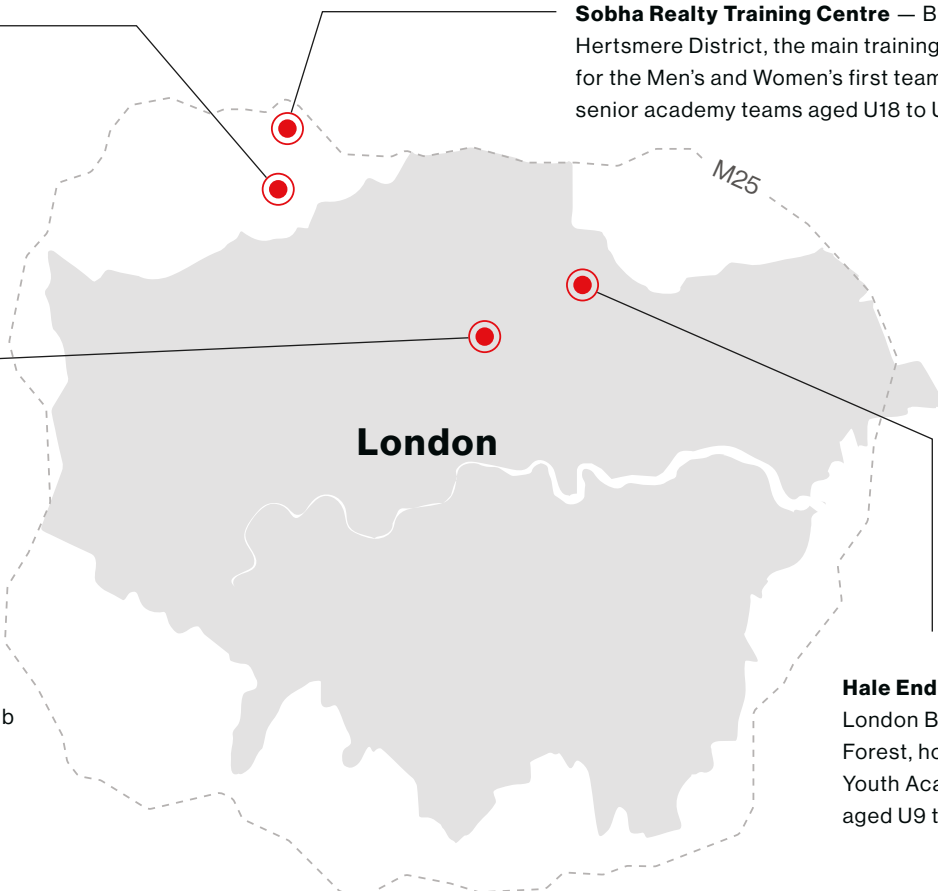 Sobha Realty Training Centre — B
Hertsmere District, the main training
for the Men's and Women's first team
senior academy teams aged U18 to U
M25
London
Hale End
London B
Forest, ho
Youth Aca
aged U9 t
b